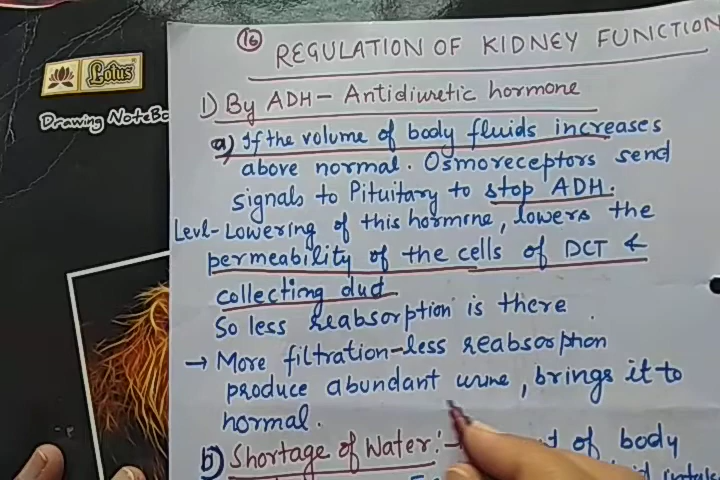 Lotus
Drawing NoteBo
16
REGULATION OF KIDNEY FUNCTION
1) By ADH - Antidiuretic hormone
a) If the volume of body fluids increases
above normal. Osmoreceptors send
signals to Pituitary to stop ADH.
Levl-Lowering of this hormone, lowers the
permeability of the cells of DCT &
collecting duct
So less reabsorption is there
→ More filtration-less reabsorption
produce abundant urine, brings it to
normal.
b) Shortage of Water:- of body